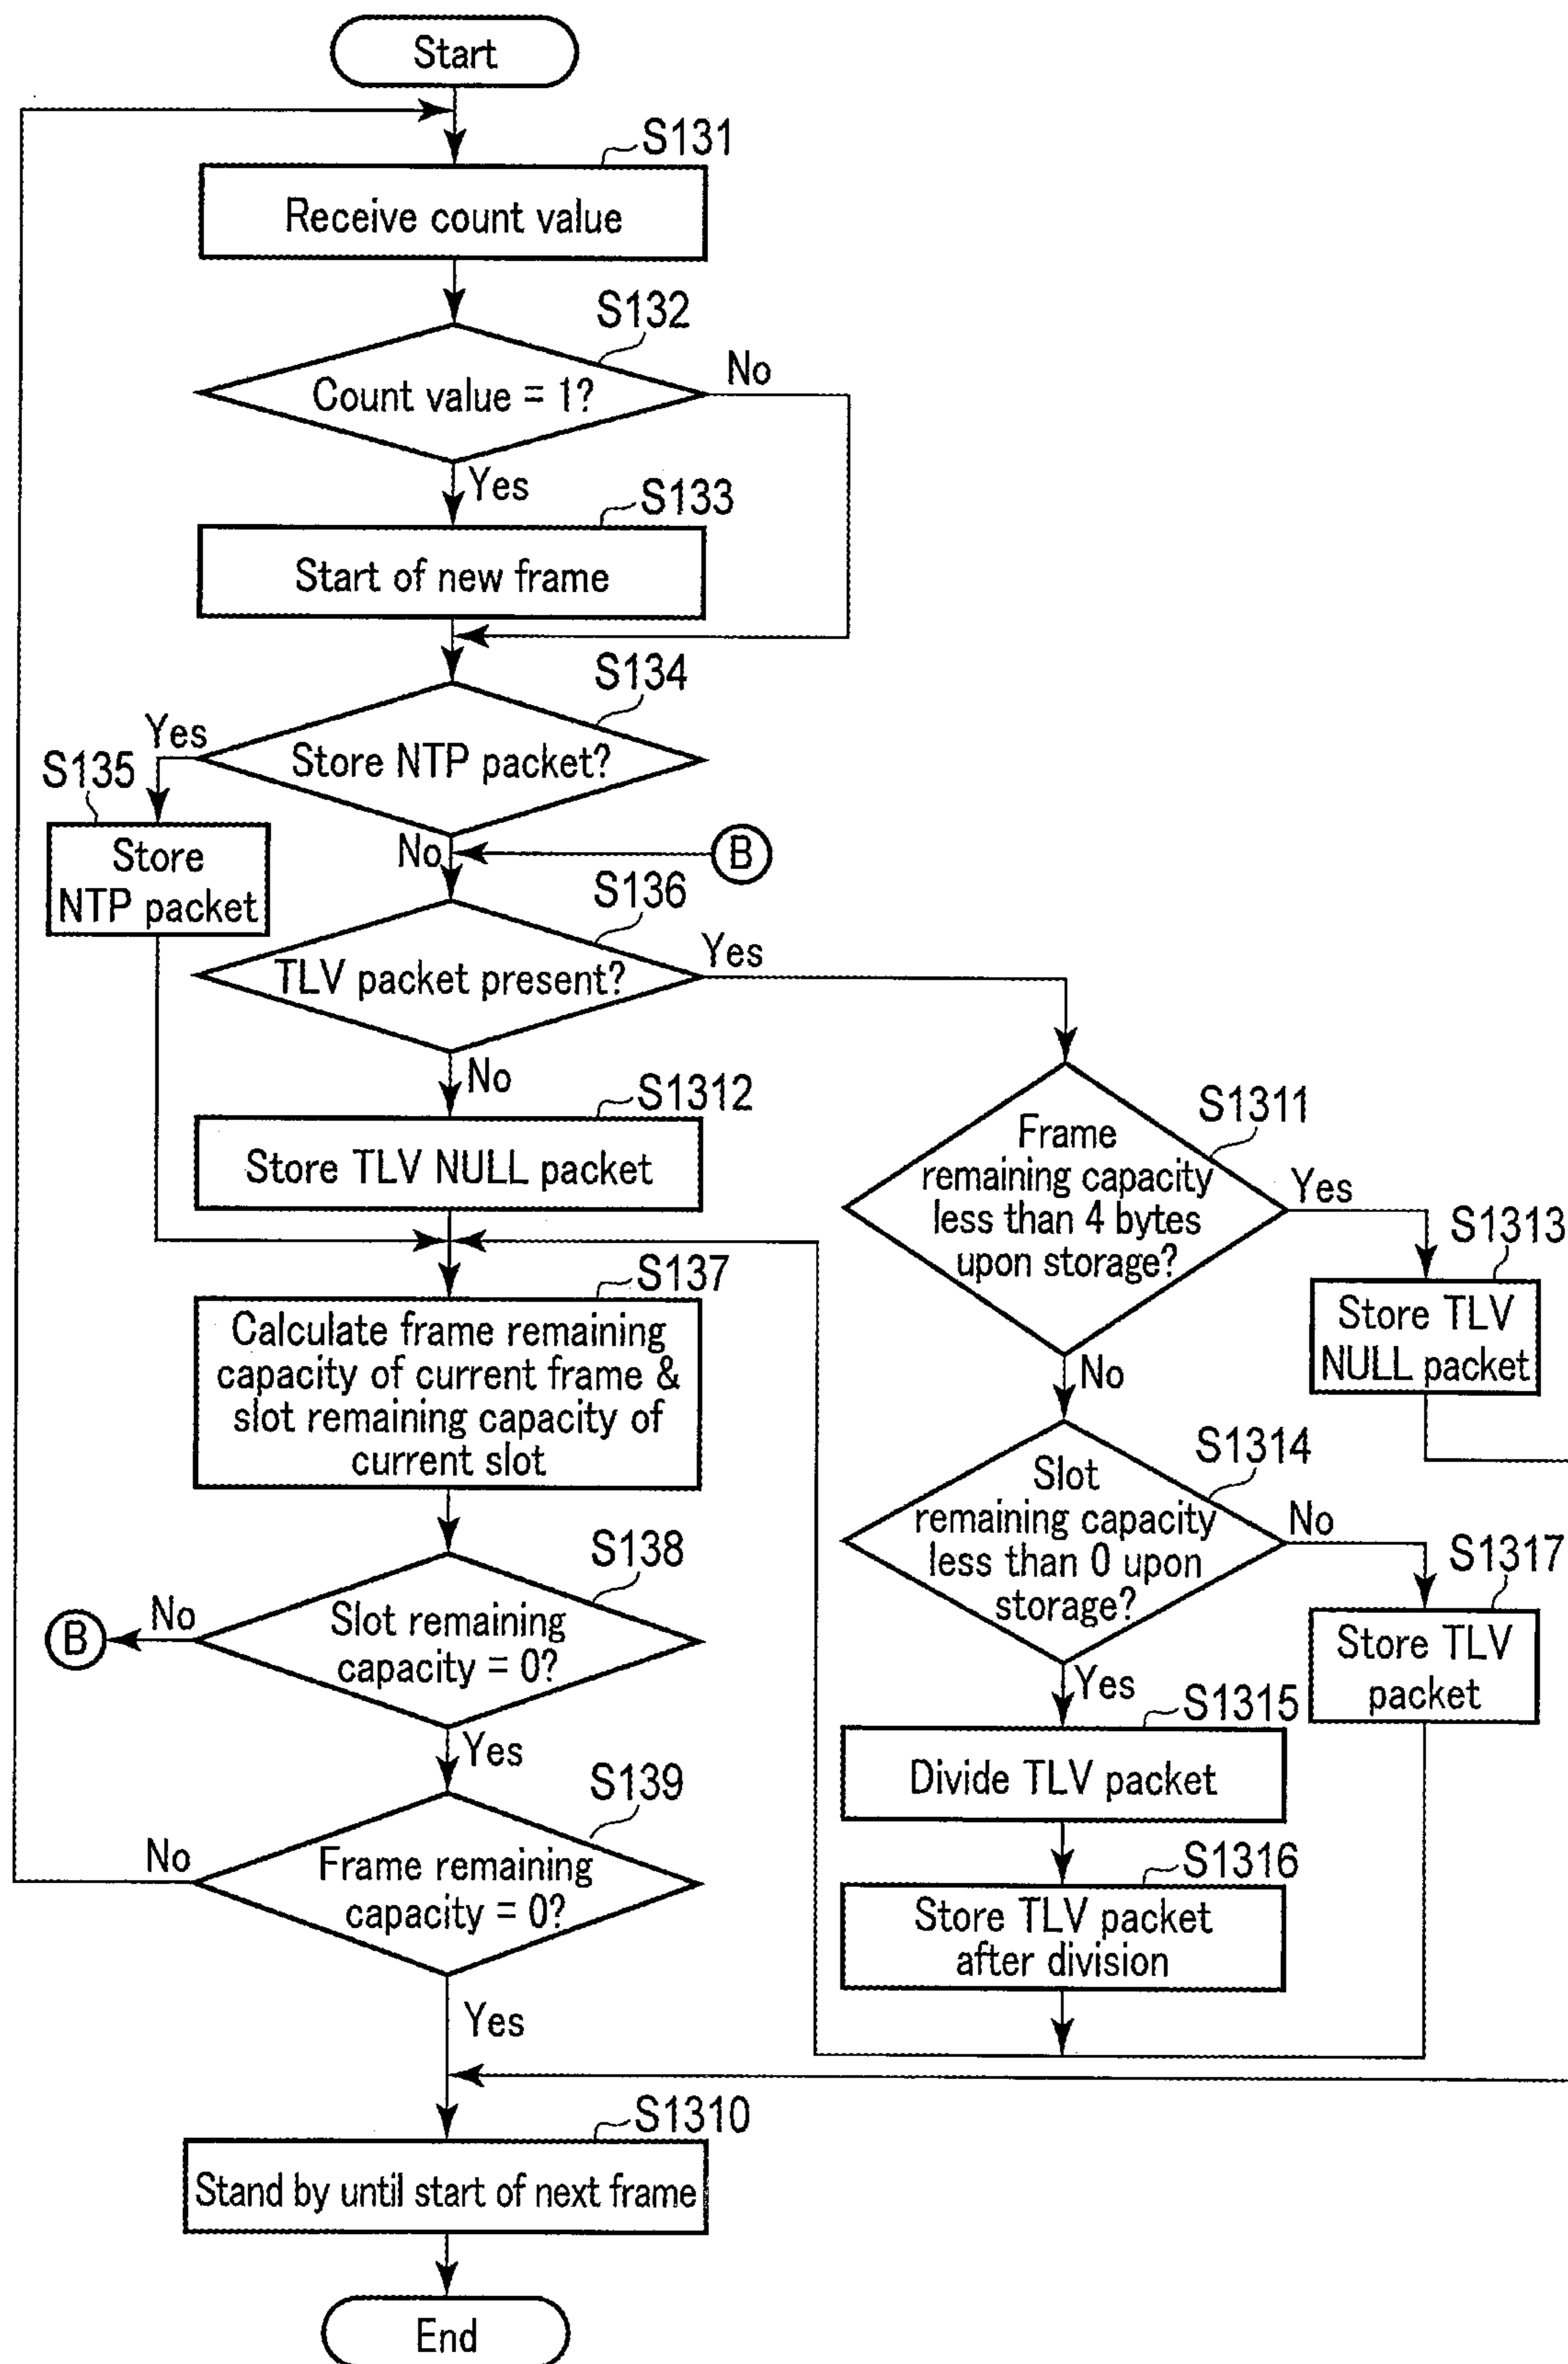 Start
S131
Receive count value
S132
Count value = 1?
No
Yes
S133
Start of new frame
S134
Yes
Store NTP packet?
S135
Store
NTP packet
No
B
S136
TLV packet present?
Yes
No
S1312
Store TLV NULL packet
S1311
Frame
remaining capacity
less than 4 bytes
upon storage?
Yes
S1313
Store TLV
NULL packet
No
S137
Calculate frame remaining
capacity of current frame &
slot remaining capacity of
current slot
S1314
Slot
remaining capacity
less than 0 upon
storage?
No
S1317
Store TLV
packet
Yes
S138
Slot remaining
capacity = 0?
No
B
Yes
S1315
Divide TLV packet
S139
Frame remaining
capacity = 0?
No
S1316
Store TLV packet
after division
Yes
S1310
Stand by until start of next frame
End